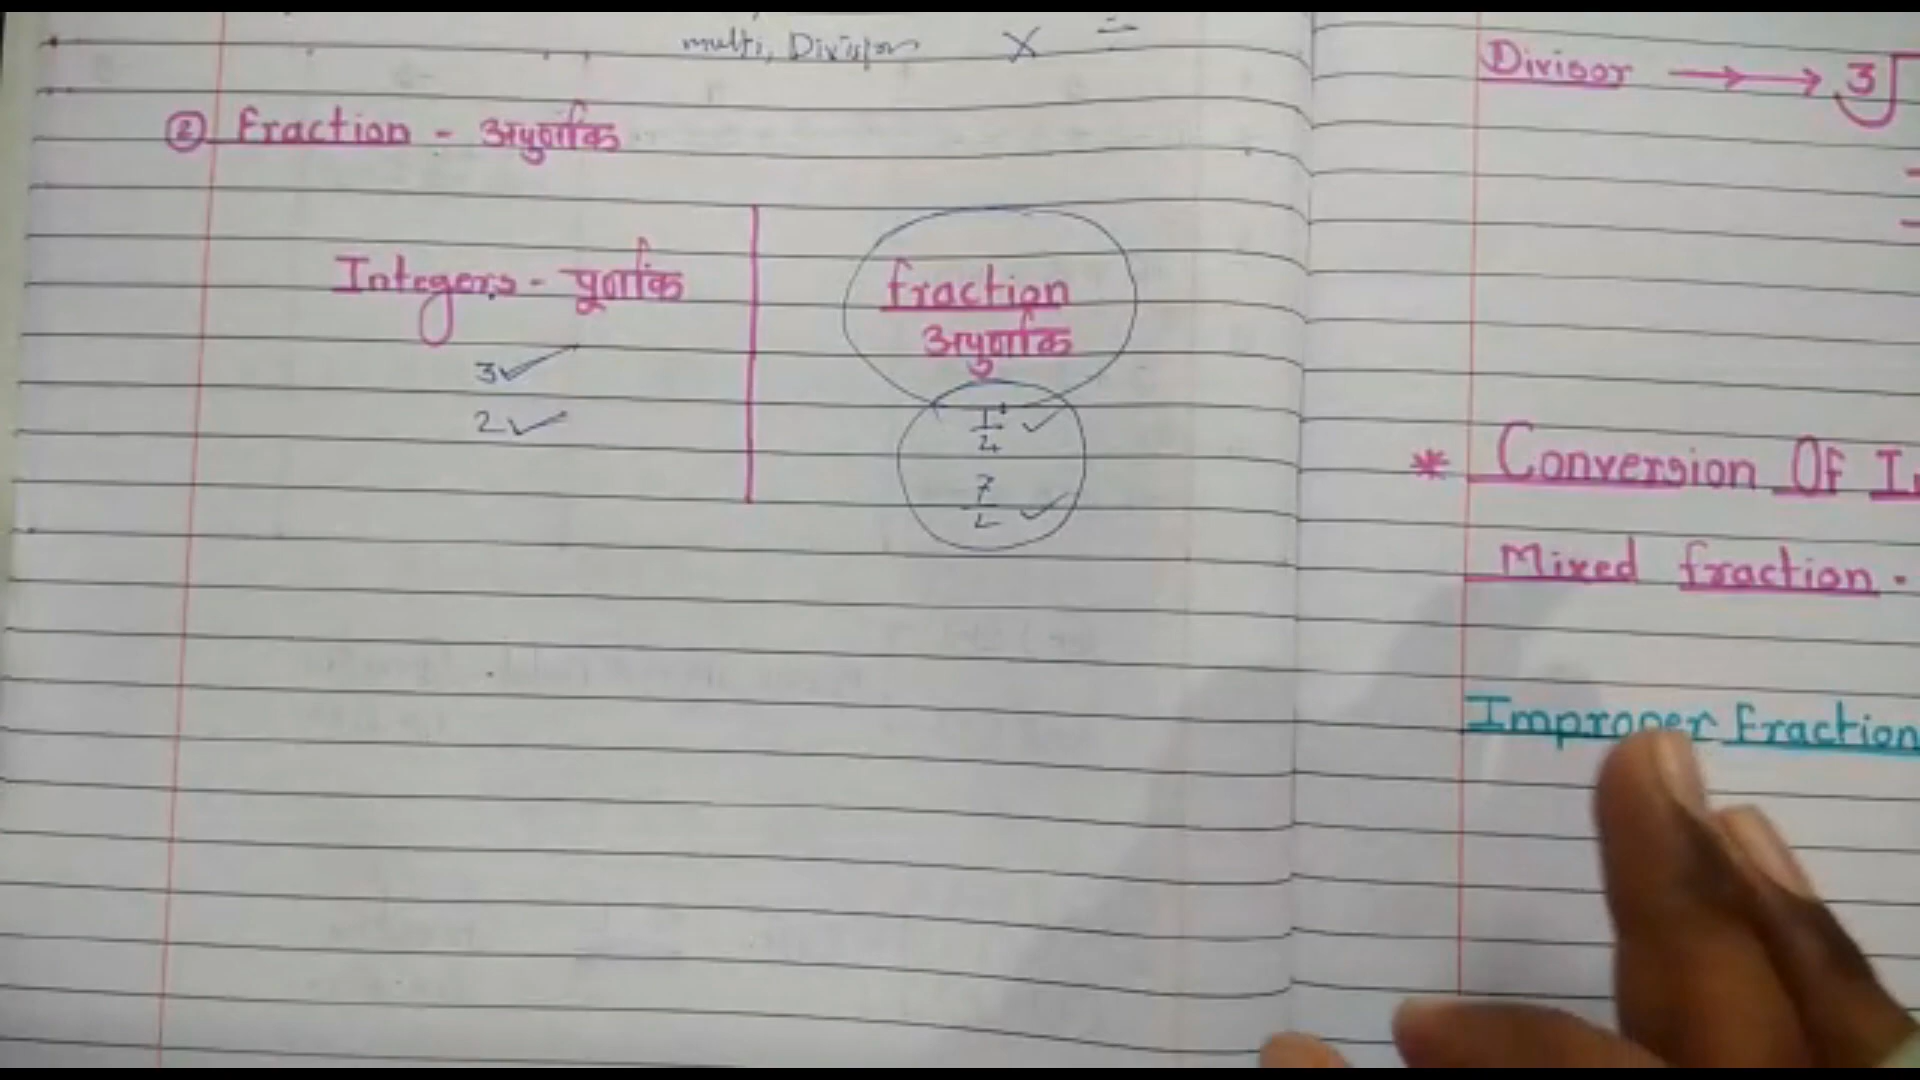 multi, Division × ÷
② Fraction - अपुर्णांक
Integers - पूर्णांक
3 ✓
2 ✓
fraction
अपुर्णांक
1/4 ✓
7/2 ✓
Divisor →→ 3
* Conversion Of
Mixed fraction.
Improper Fraction